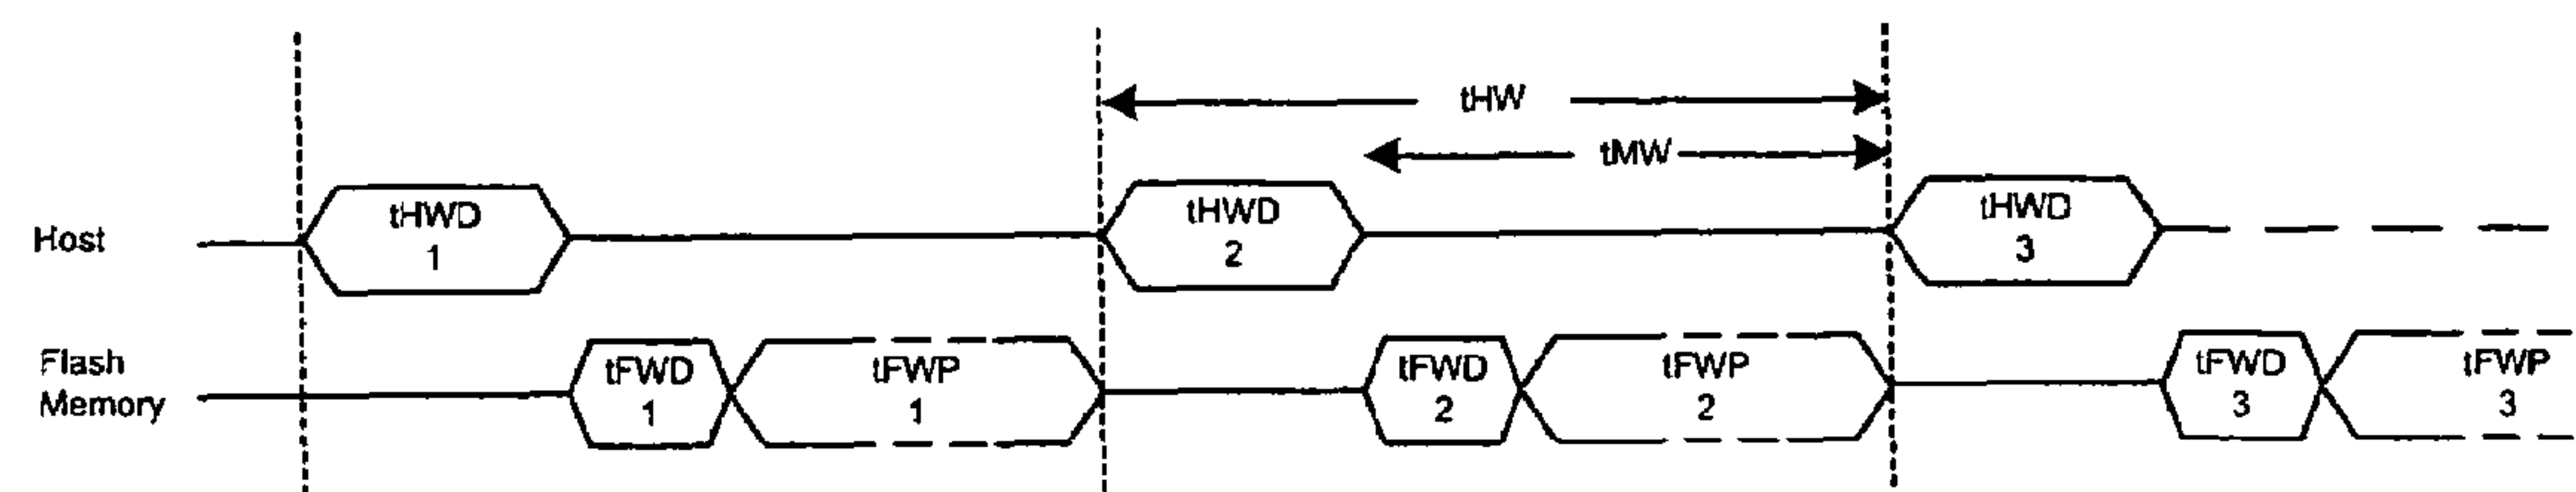 tHW
tMW
Host
tHWD
1
tHWD
2
tHWD
3
Flash
Memory
tFWD
1
tFWP
1
tFWD
2
tFWP
2
tFWD
3
tFWP
3